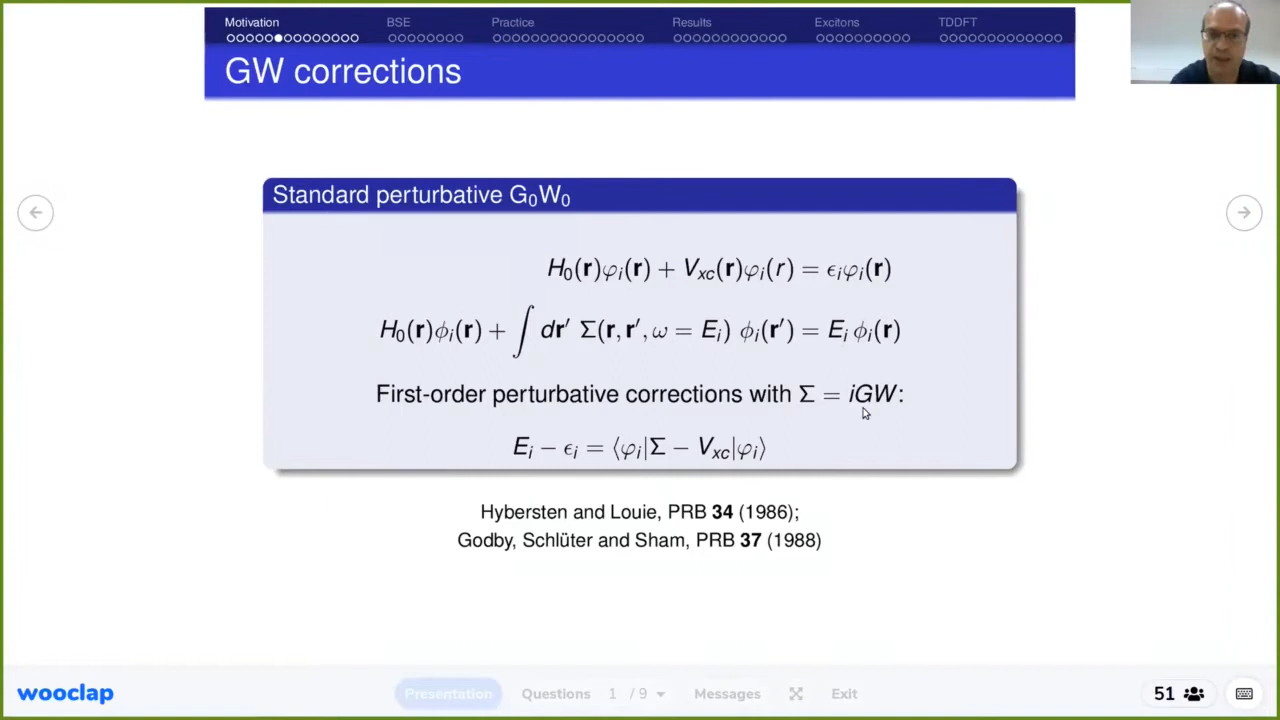 Motivation BSE Practice Results Excitons TDDFT
GW corrections
Standard perturbative G₀W₀
H₀(r)φᵢ(r) + Vₓ꜀(r)φᵢ(r) = ϵᵢφᵢ(r)
H₀(r)ϕᵢ(r) + ∫ dr′ Σ(r, r′, ω = Eᵢ) ϕᵢ(r′) = Eᵢ ϕᵢ(r)
First-order perturbative corrections with Σ = iGW:
Eᵢ − ϵᵢ = ⟨φᵢ|Σ − Vₓ꜀|φᵢ⟩
Hybersten and Louie, PRB 34 (1986);
Godby, Schlüter and Sham, PRB 37 (1988)
wooclap Presentation Questions 1 / 9 Messages Exit 51